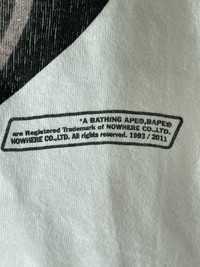 "A BATHING APE®,BAPE®
are Registered Trademark of NOWHERE CO.,LTD.
NOWHERE CO.,LTD. All rights reserved. 1993 / 2011